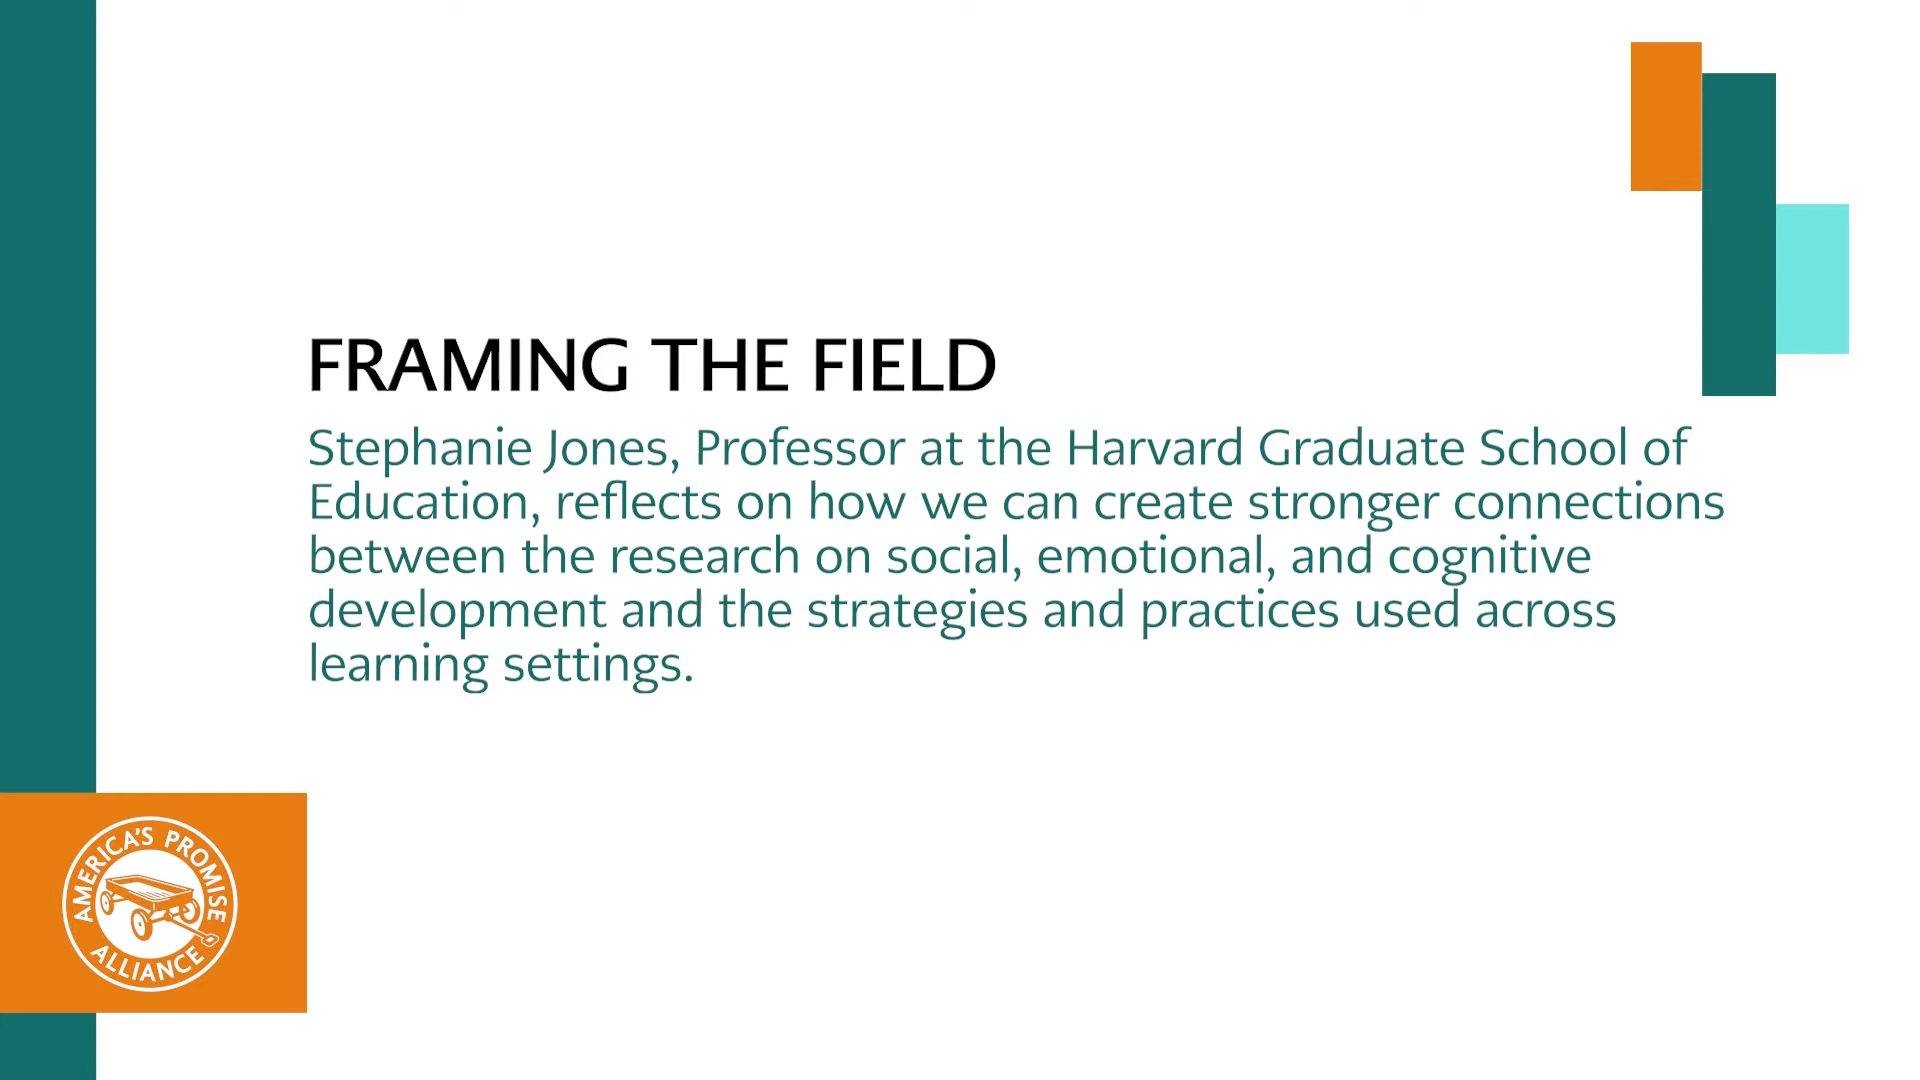 FRAMING THE FIELD
Stephanie Jones, Professor at the Harvard Graduate School of
Education, reflects on how we can create stronger connections
between the research on social, emotional, and cognitive
development and the strategies and practices used across
learning settings.
AMERICA'S PROMISE
ALLIANCE